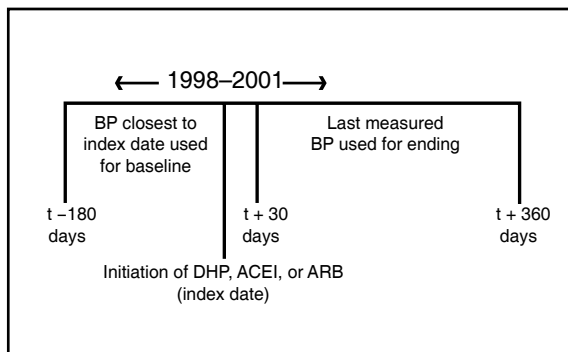 1998–2001
BP closest to
index date used
for baseline
Last measured
BP used for ending
t –180
days
t + 30
days
t + 360
days
Initiation of DHP, ACEI, or ARB
(index date)